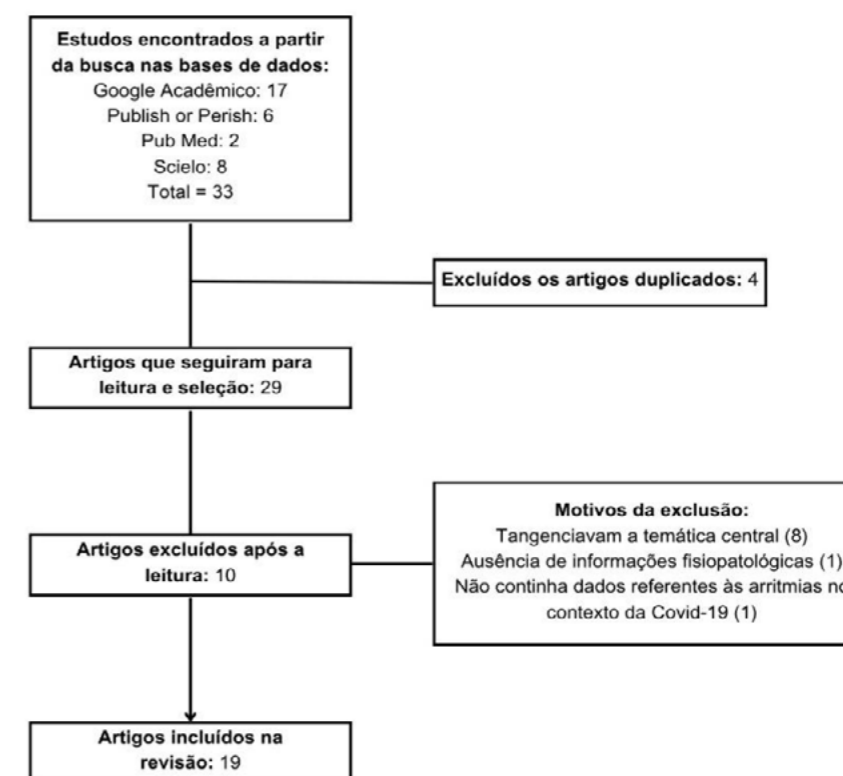 Estudos encontrados a partir
da busca nas bases de dados:
Google Acadêmico: 17
Publish or Perish: 6
Pub Med: 2
Scielo: 8
Total = 33
Excluídos os artigos duplicados: 4
Artigos que seguiram para
leitura e seleção: 29
Artigos excluídos após a
leitura: 10
Motivos da exclusão:
Tangenciavam a temática central (8)
Ausência de informações fisiopatológicas (1)
Não continha dados referentes às arritmias no
contexto da Covid-19 (1)
Artigos incluídos na
revisão: 19